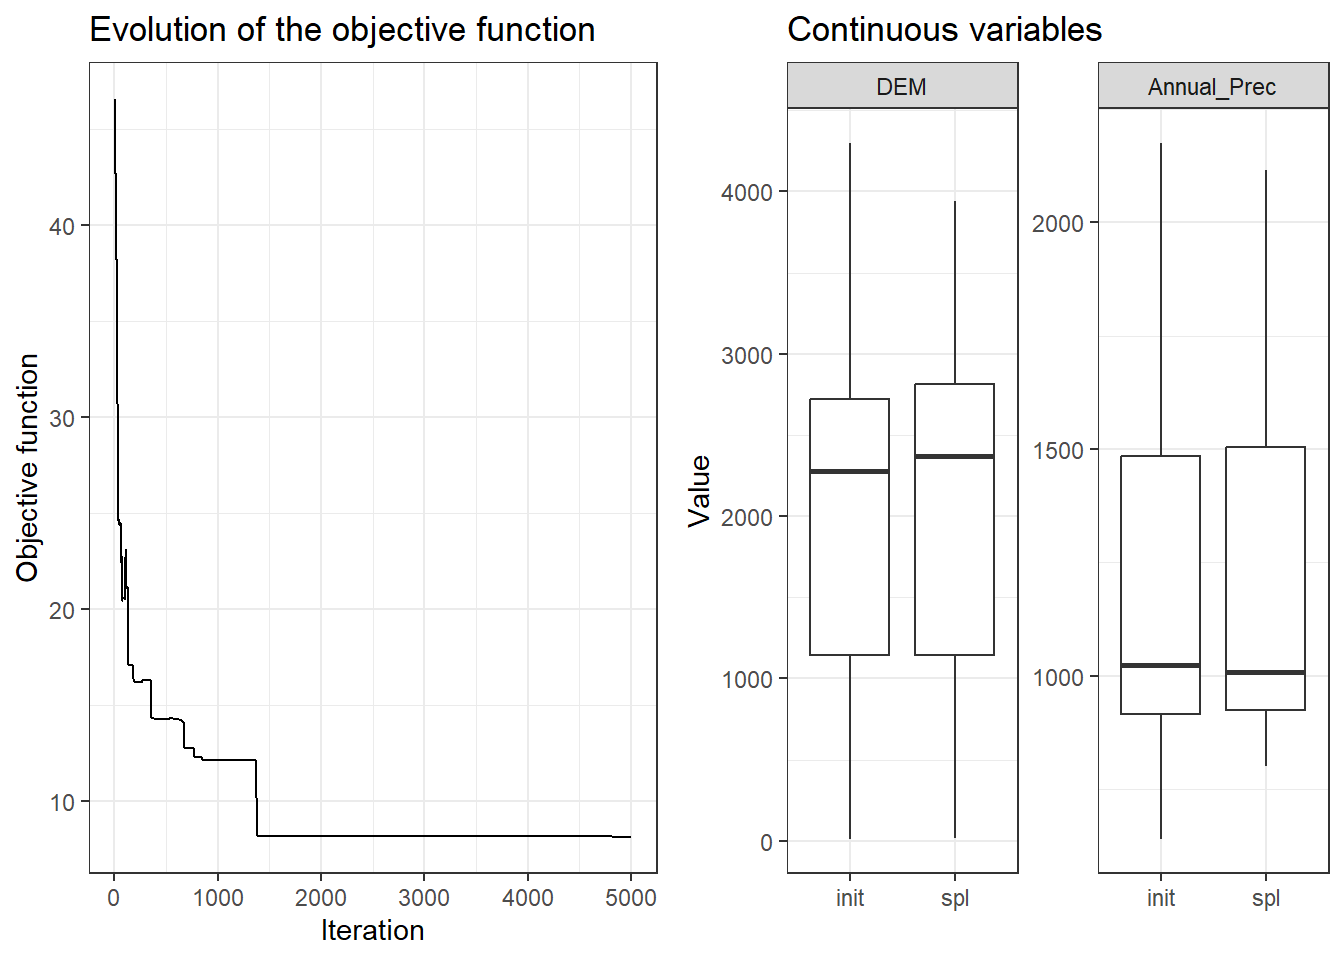 Evolution of the objective function
Objective function
40
30
20
10
0 1000 2000 3000 4000 5000
Iteration
Continuous variables
DEM
Annual_Prec
Value
4000
3000
2000
1000
0
init spl
2000
1500
1000
init spl